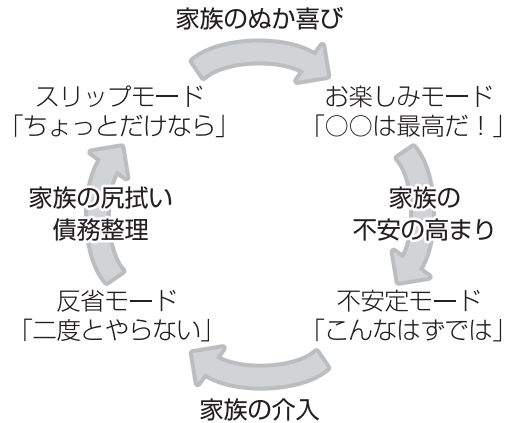 家族のぬか喜び
スリップモード
「ちょっとだけなら」
お楽しみモード
「○○は最高だ！」
家族の尻拭い
債務整理
家族の
不安の高まり
反省モード
「二度とやらない」
不安定モード
「こんなはずでは」
家族の介入